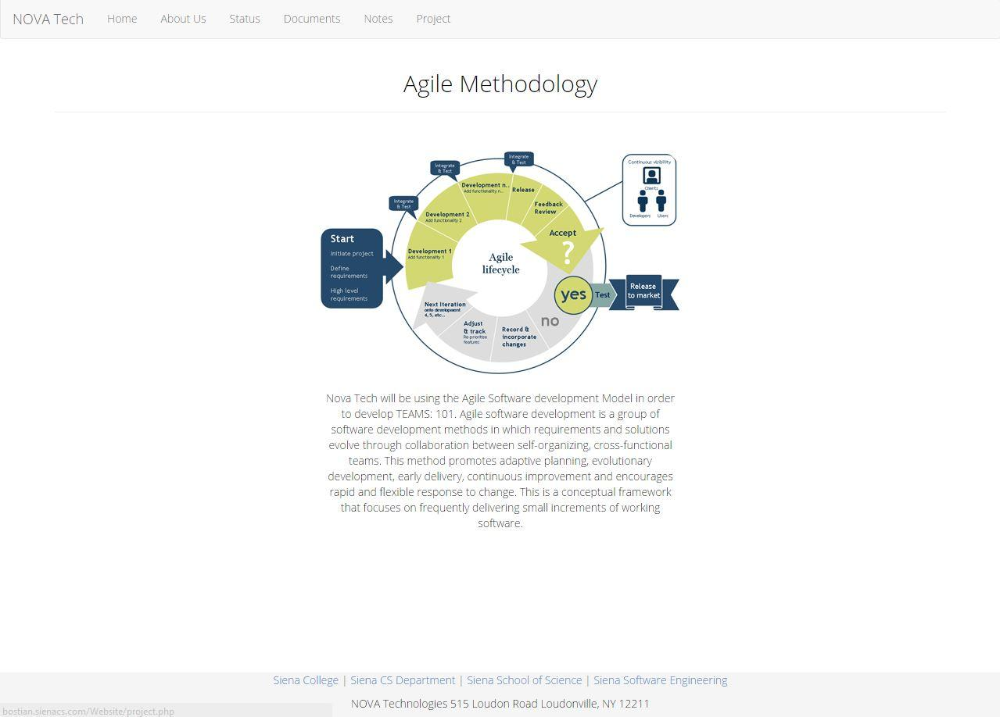 NOVA Tech Home About Us Status Documents Notes Project
Agile Methodology
Integrate
& Test
Integrate
& Test
Integrate
& Test
Continuous visibility
Clients
Developers Users
Start
Initiate project
Define
requirements
High level
requirements
Development 1
Add functionality 1
Development 2
Add functionality 2
Development n..
Add functionality n...
Release
Feedback
Review
Accept
?
Agile
lifecycle
yes
Test
Release
to market
no
Record &
incorporate
changes
Adjust
& track
Re-prioritise
features
Next Iteration
onto development
4, 5, etc..
Nova Tech will be using the Agile Software development Model in order
to develop TEAMS: 101. Agile software development is a group of
software development methods in which requirements and solutions
evolve through collaboration between self-organizing, cross-functional
teams. This method promotes adaptive planning, evolutionary
development, early delivery, continuous improvement and encourages
rapid and flexible response to change. This is a conceptual framework
that focuses on frequently delivering small increments of working
software.
Siena College | Siena CS Department | Siena School of Science | Siena Software Engineering
NOVA Technologies 515 Loudon Road Loudonville, NY 12211
bostian.sienacs.com/Website/project.php